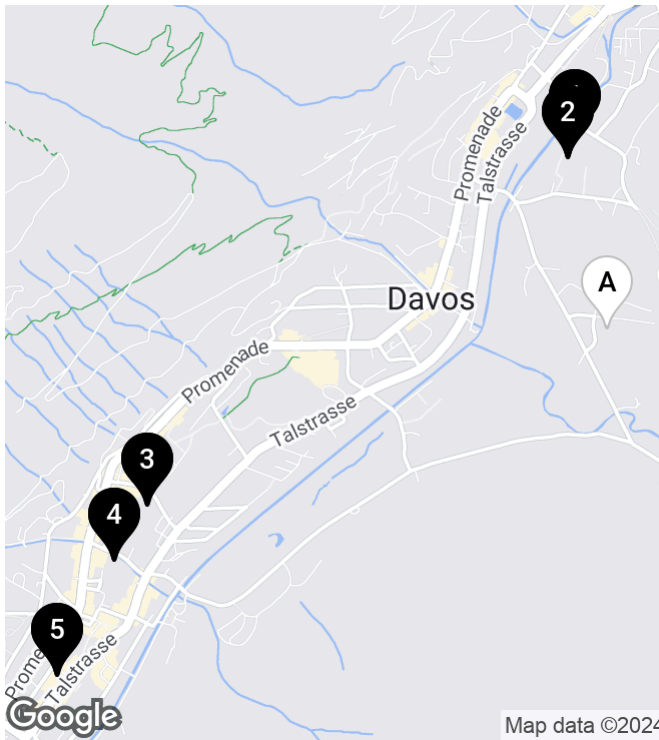 2
Promenade
Talstrasse
A
Davos
Promenade
Talstrasse
3
4
5
Prome
Talstrasse
Google
Map data ©2024